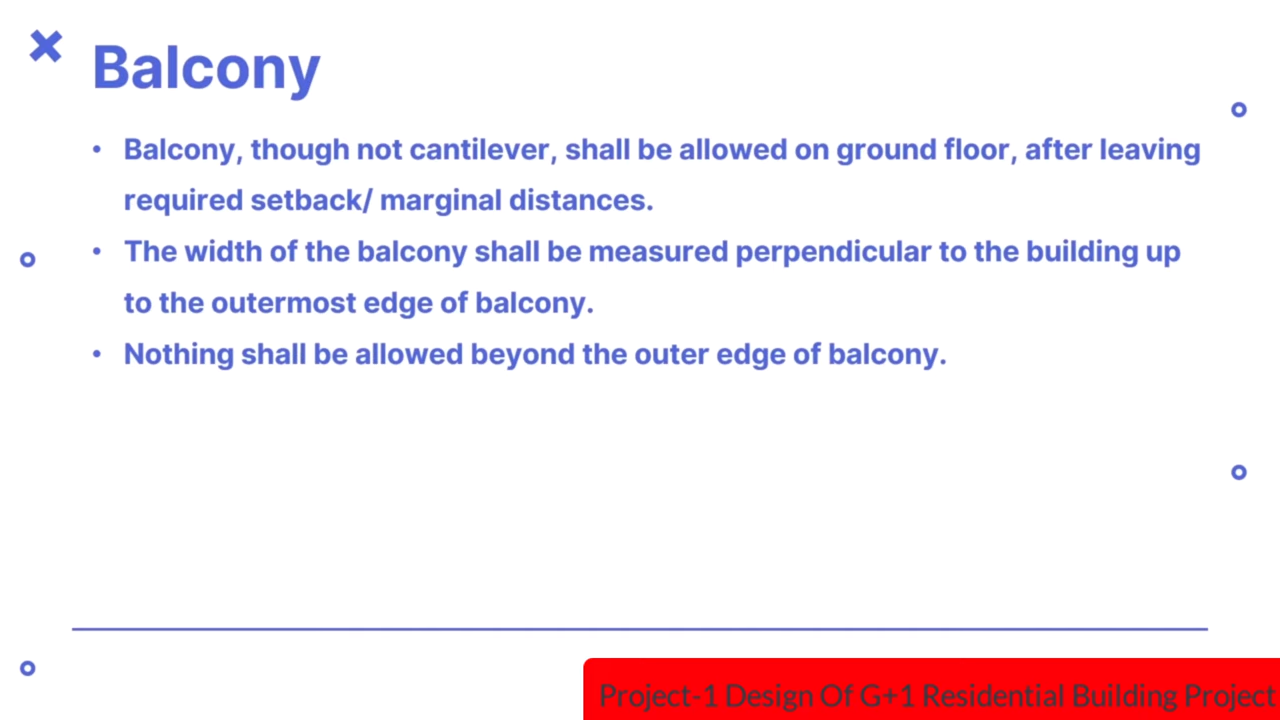 Balcony
• Balcony, though not cantilever, shall be allowed on ground floor, after leaving
required setback/ marginal distances.
• The width of the balcony shall be measured perpendicular to the building up
to the outermost edge of balcony.
• Nothing shall be allowed beyond the outer edge of balcony.
Project-1 Design Of G+1 Residential Building Project